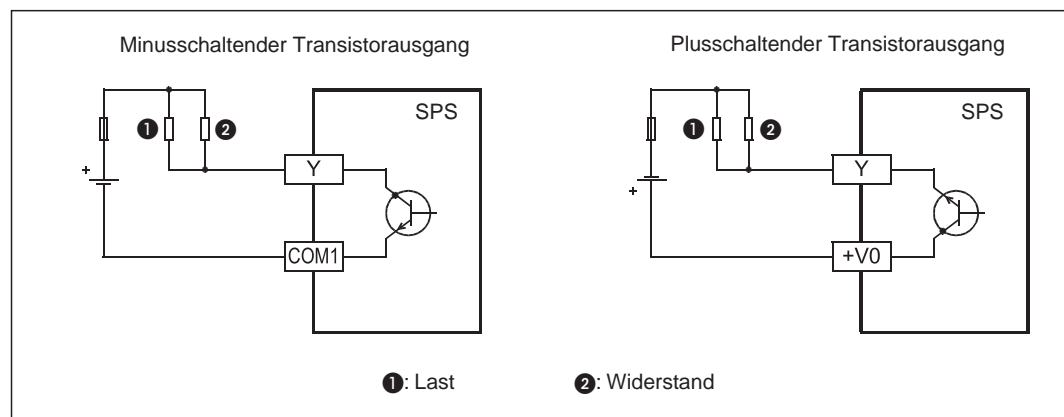 Minusschaltender Transistorausgang
Plusschaltender Transistorausgang
SPS
❶ ❷
+
Y
COM1
SPS
❶ ❷
+
Y
+V0
❶: Last
❷: Widerstand